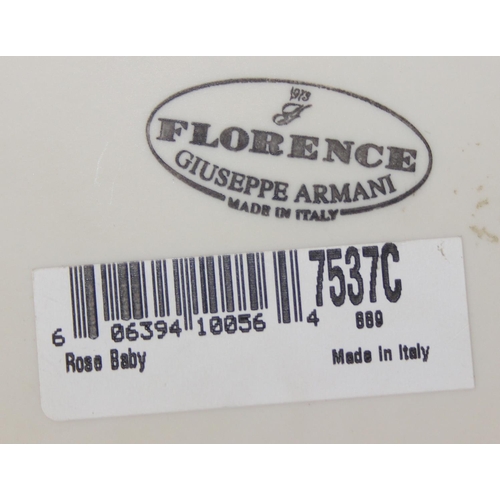 1973
FLORENCE
GIUSEPPE ARMANI
MADE IN ITALY
7537C
6 06394 10056 4 889
Rose Baby Made in Italy